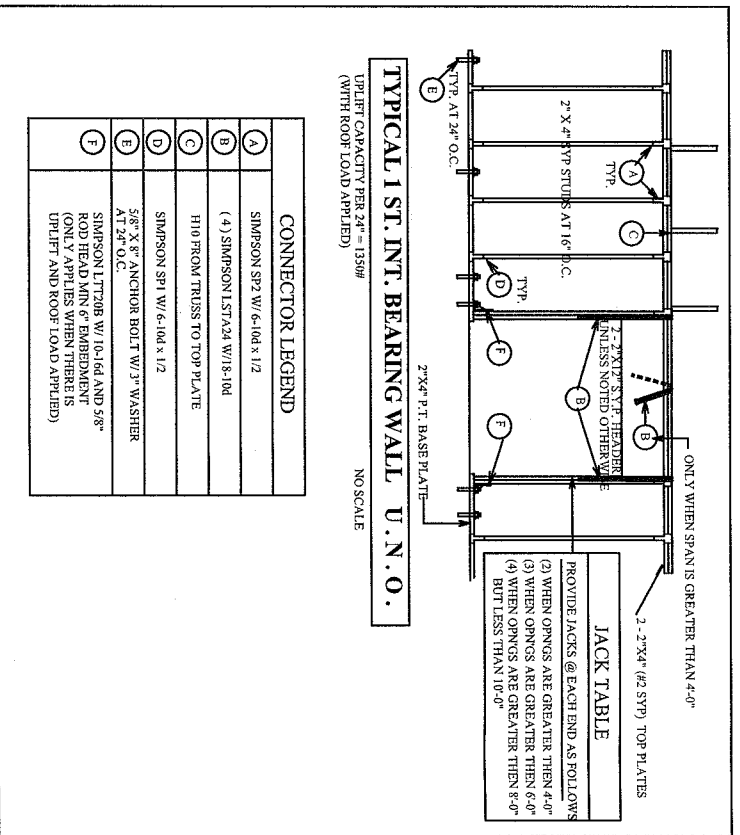 ONLY WHEN SPAN IS GREATER THAN 4'-0"
2 - 2"X4" (#2 SYP) TOP PLATES
A
TYP.
C
B
2" X 4" SYP STUDS AT 16" O.C.
2 - 2"X12" S.Y.P. HEADER
UNLESS NOTED OTHERWISE
B
D
TYP.
F
F
TYP. AT 24" O.C.
E
2"X4" P.T. BASE PLATE
JACK TABLE
PROVIDE JACKS @ EACH END AS FOLLOWS
(2) WHEN OPN'GS ARE GREATER THEN 4'-0"
(3) WHEN OPN'GS ARE GREATER THEN 6'-0"
(4) WHEN OPN'GS ARE GREATER THEN 8'-0"
BUT LESS THAN 10'-0"
TYPICAL 1 ST. INT. BEARING WALL U.N.O.
UPLIFT CAPACITY PER 24" = 1350#
(WITH ROOF LOAD APPLIED)
NO SCALE
CONNECTOR LEGEND
A SIMPSON SP2 W/ 6-10d x 1/2
B (4) SIMPSON LSTA24 W/18-10d
C H10 FROM TRUSS TO TOP PLATE
D SIMPSON SP1 W/ 6-10d x 1/2
E 5/8" X 8" ANCHOR BOLT W/ 3" WASHER
AT 24" O.C.
F SIMPSON LTT20B W/ 10-16d AND 5/8"
ROD HEAD MIN 6" EMBEDMENT
(ONLY APPLIES WHEN THERE IS
UPLIFT AND ROOF LOAD APPLIED)